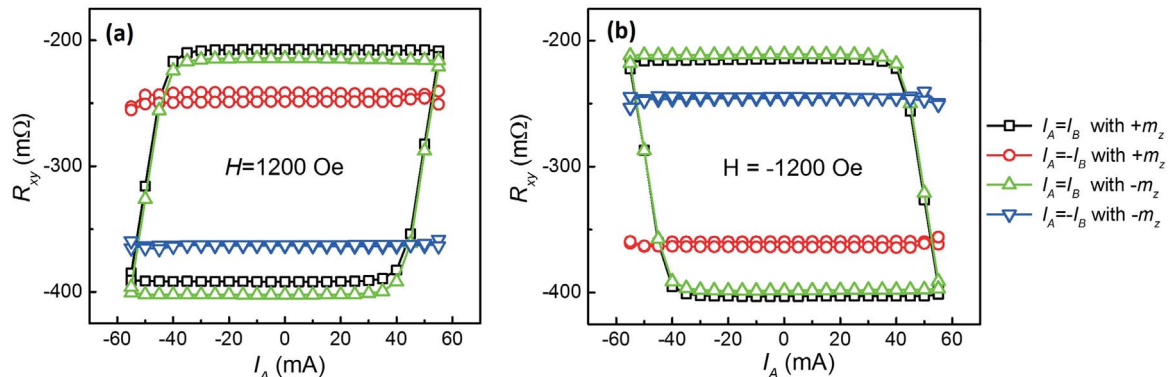 (a)
R_xy (mΩ)
-200
-300
-400
H=1200 Oe
-60 -40 -20 0 20 40 60
I_A (mA)
(b)
R_xy (mΩ)
-200
-300
-400
H = -1200 Oe
-60 -40 -20 0 20 40 60
I_A (mA)
I_A=I_B with +m_z
I_A=-I_B with +m_z
I_A=I_B with -m_z
I_A=-I_B with -m_z